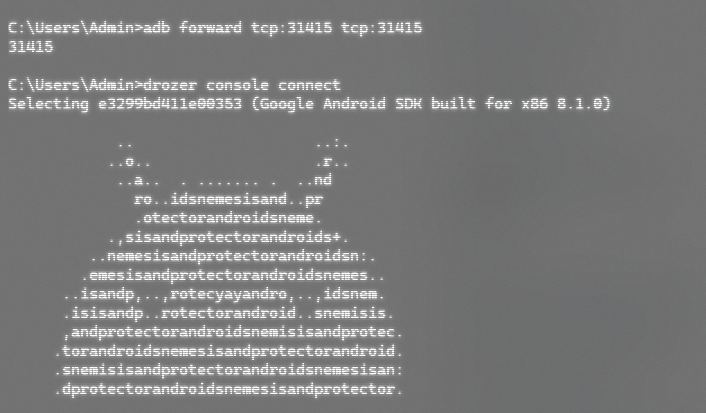 C:\Users\Admin>adb forward tcp:31415 tcp:31415
31415
C:\Users\Admin>drozer console connect
Selecting e3299bd411e00353 (Google Android SDK built for x86 8.1.0)
            ..                    ..:.
           ..o..                  .r..
            ..a..  . ....... .  ..nd
              ro..idsnemesisand..pr
              .otectorandroidsneme.
           .,sisandprotectorandroids+.
         ..nemesisandprotectorandroidsn:.
        .emesisandprotectorandroidsnemes..
      ..isandp,..,rotecyayandro,..,idsnem.
      .isisandp..rotectorandroid..snemisis.
      ,andprotectorandroidsnemisisandprotec.
     .torandroidsnemesisandprotectorandroid.
     .snemisisandprotectorandroidsnemesisan:
     .dprotectorandroidsnemesisandprotector.